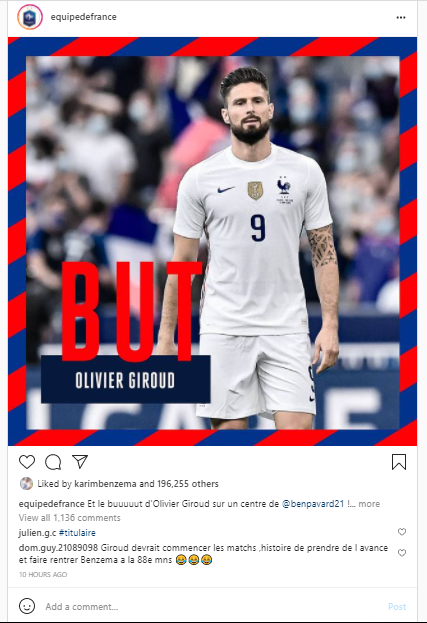 equipedefrance
9
BUT
OLIVIER GIROUD
Liked by karimbenzema and 196,255 others
equipedefrance Et le buuuuut d'Olivier Giroud sur un centre de @benpavard21 !... more
View all 1,136 comments
julien.g.c #titulaire
dom.guy.21089098 Giroud devrait commencer les matchs ,histoire de prendre de l avance
et faire rentrer Benzema a la 88e mns 😂😂😂
10 HOURS AGO
Add a comment... Post